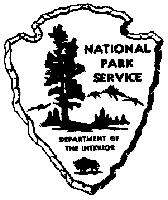 NATIONAL
PARK
SERVICE
DEPARTMENT OF
THE INTERIOR